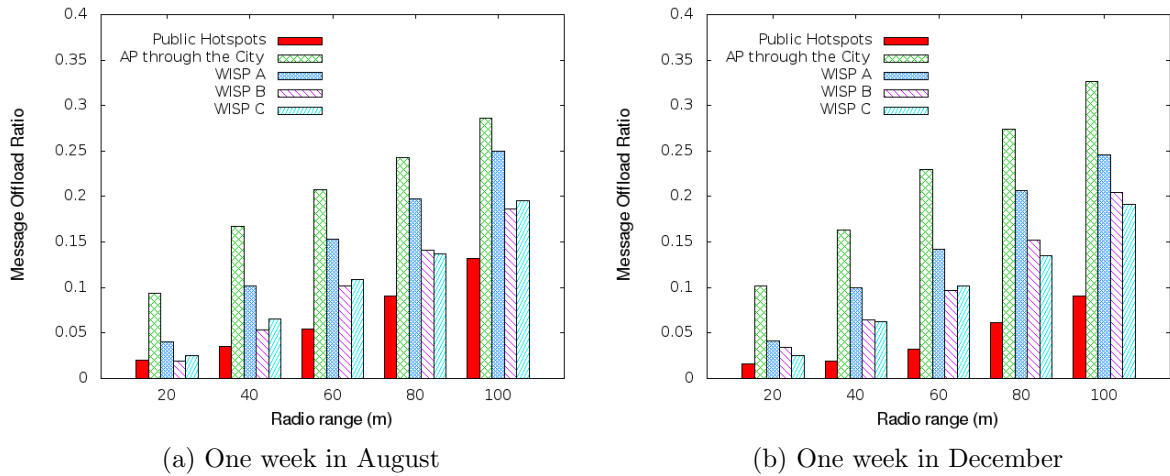 0.4
0.35
0.3
0.25
0.2
0.15
0.1
0.05
0
Message Offload Ratio
Public Hotspots
AP through the City
WISP A
WISP B
WISP C
20 40 60 80 100
Radio range (m)
(a) One week in August
0.4
0.35
0.3
0.25
0.2
0.15
0.1
0.05
0
Message Offload Ratio
Public Hotspots
AP through the City
WISP A
WISP B
WISP C
20 40 60 80 100
Radio range (m)
(b) One week in December